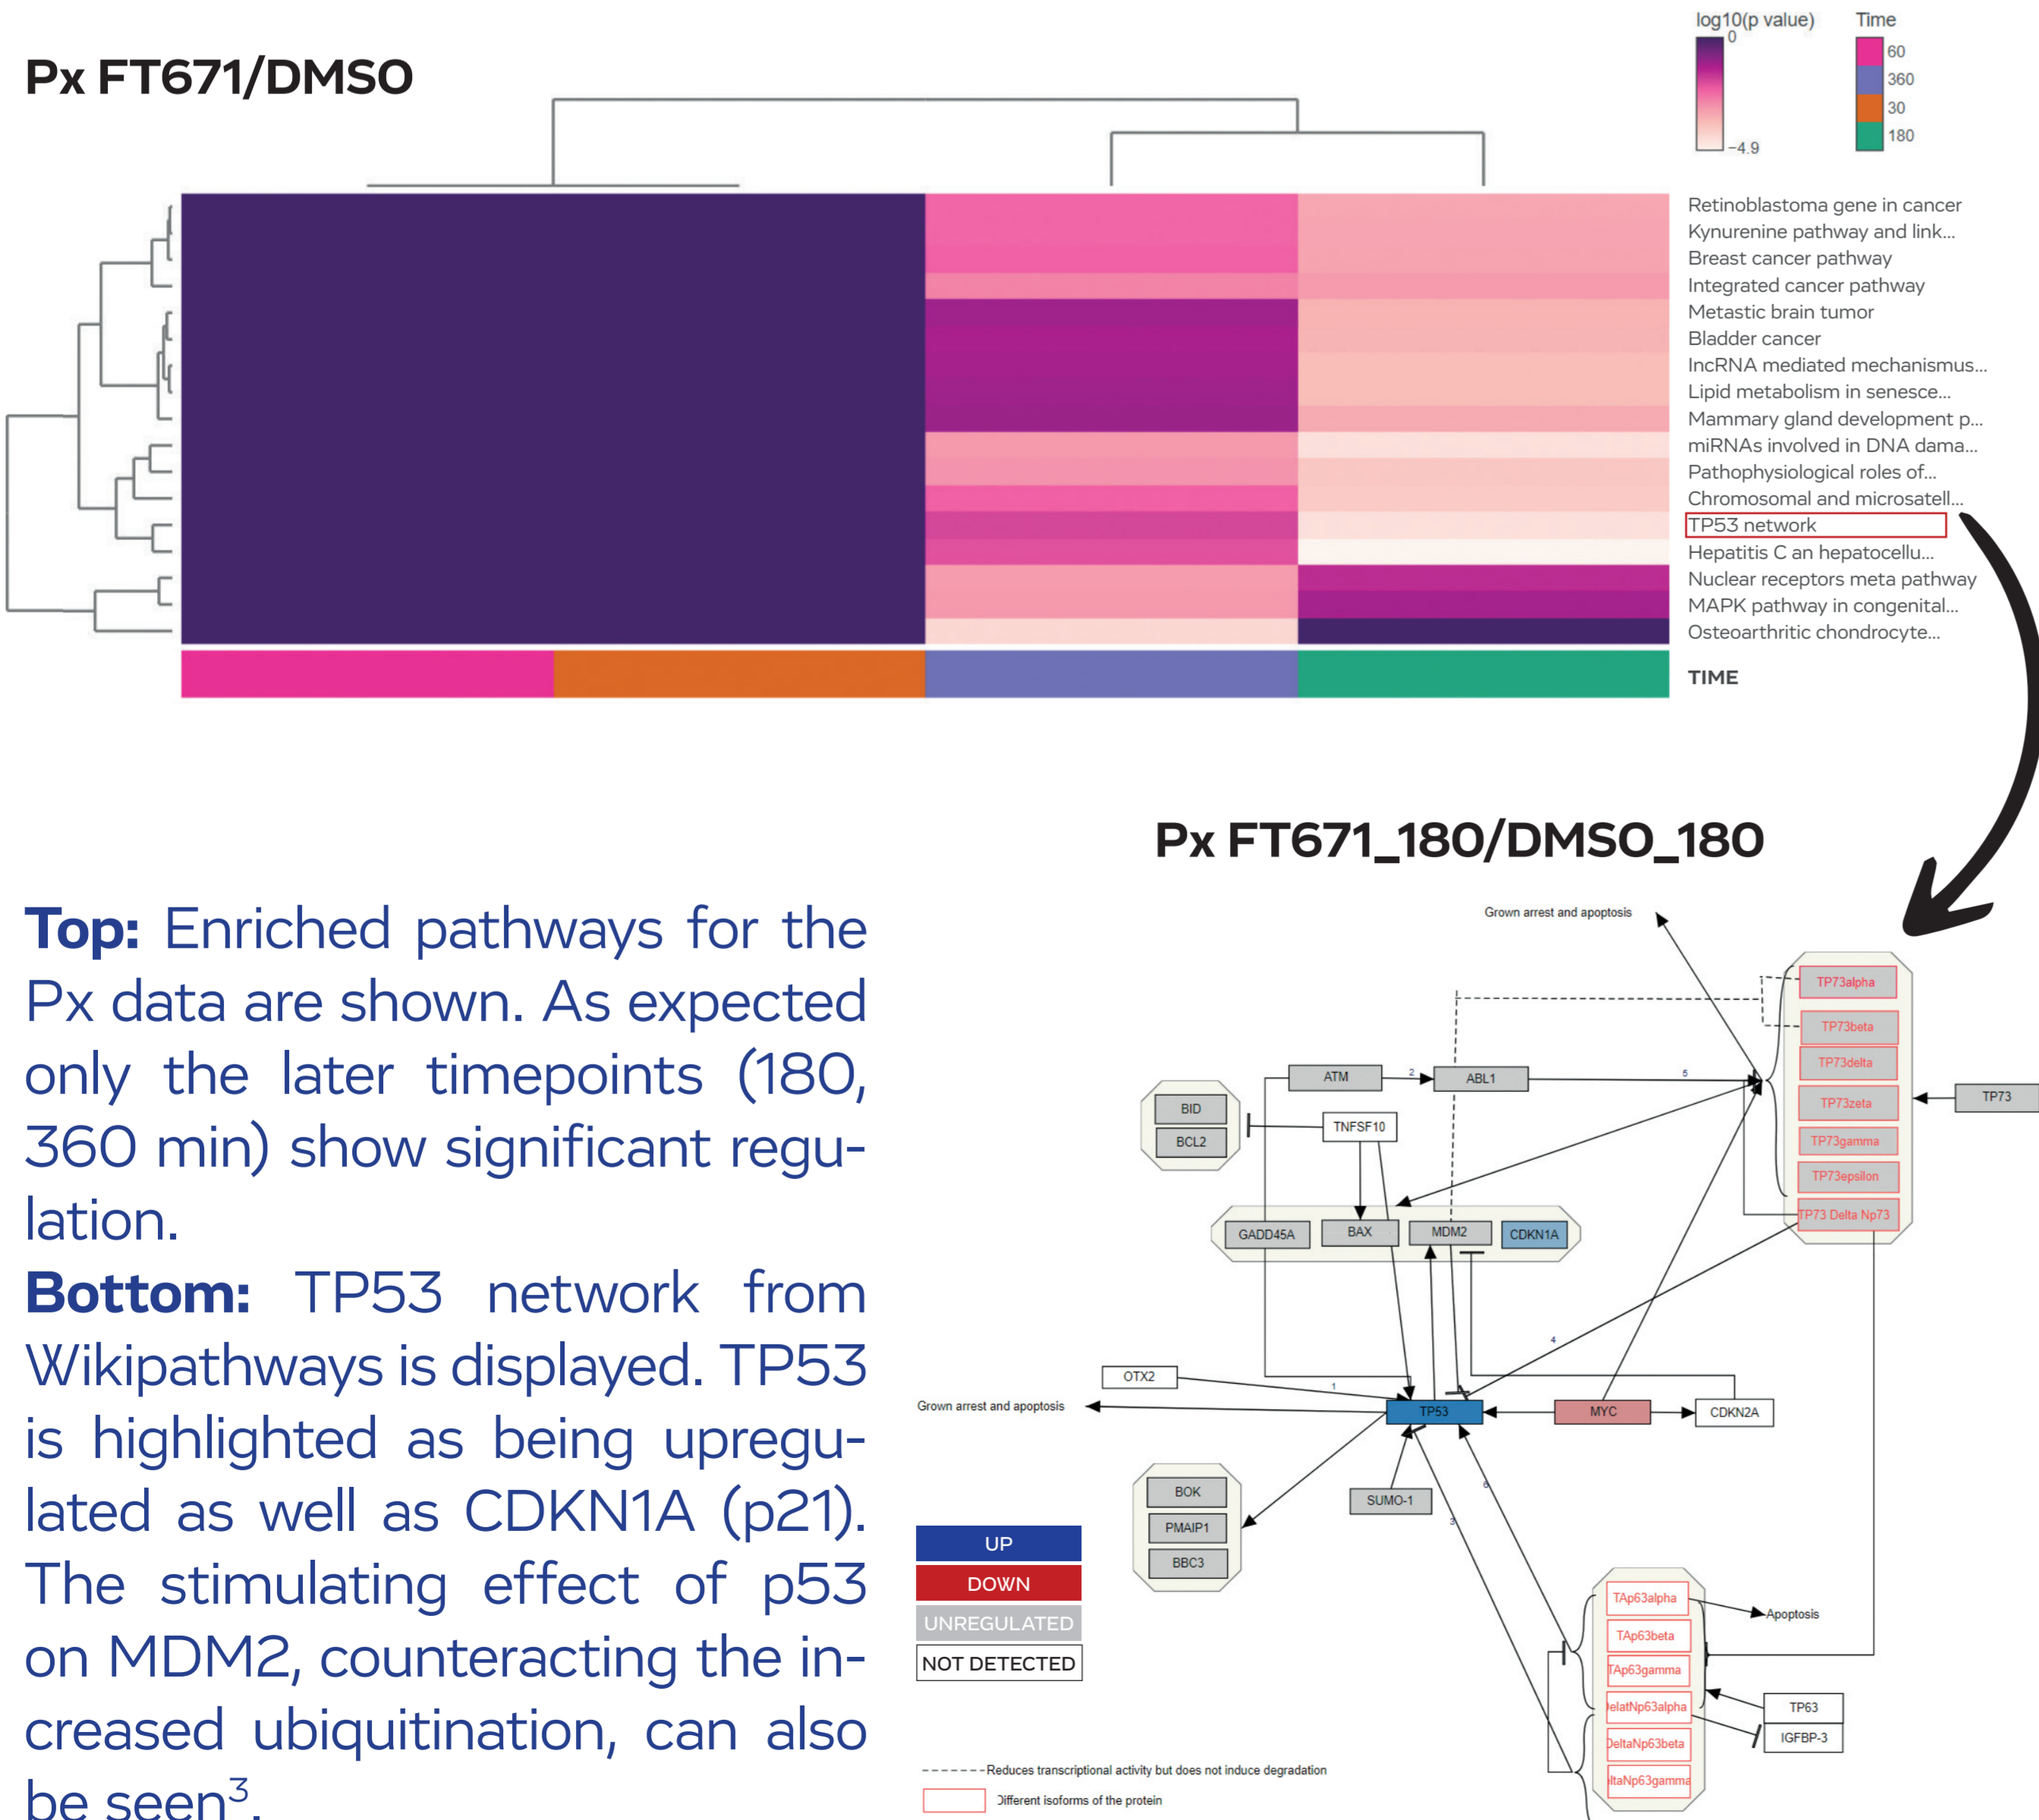 log10(p value)
0
−4.9
Time
60
360
30
180
Px FT671/DMSO
Retinoblastoma gene in cancer
Kynurenine pathway and link...
Breast cancer pathway
Integrated cancer pathway
Metastic brain tumor
Bladder cancer
lncRNA mediated mechanismus...
Lipid metabolism in senesce...
Mammary gland development p...
miRNAs involved in DNA dama...
Pathophysiological roles of...
Chromosomal and microsatell...
TP53 network
Hepatitis C an hepatocellu...
Nuclear receptors meta pathway
MAPK pathway in congenital...
Osteoarthritic chondrocyte...
TIME
Top: Enriched pathways for the
Px data are shown. As expected
only the later timepoints (180,
360 min) show significant regu-
lation.
Bottom: TP53 network from
Wikipathways is displayed. TP53
is highlighted as being upregu-
lated as well as CDKN1A (p21).
The stimulating effect of p53
on MDM2, counteracting the in-
creased ubiquitination, can also
be seen³.
Px FT671_180/DMSO_180
Grown arrest and apoptosis
TP73alpha
TP73beta
TP73delta
TP73zeta
TP73gamma
TP73epsilon
TP73 Delta Np73
TP73
ATM
2
ABL1
5
BID
BCL2
TNFSF10
GADD45A
BAX
MDM2
CDKN1A
4
OTX2
1
Grown arrest and apoptosis
TP53
MYC
CDKN2A
BOK
PMAIP1
BBC3
SUMO-1
6
3
UP
DOWN
UNREGULATED
NOT DETECTED
TAp63alpha
TAp63beta
TAp63gamma
elatNp63alpha
DeltaNp63beta
ltaNp63gamma
Apoptosis
TP63
IGFBP-3
Reduces transcriptional activity but does not induce degradation
Different isoforms of the protein